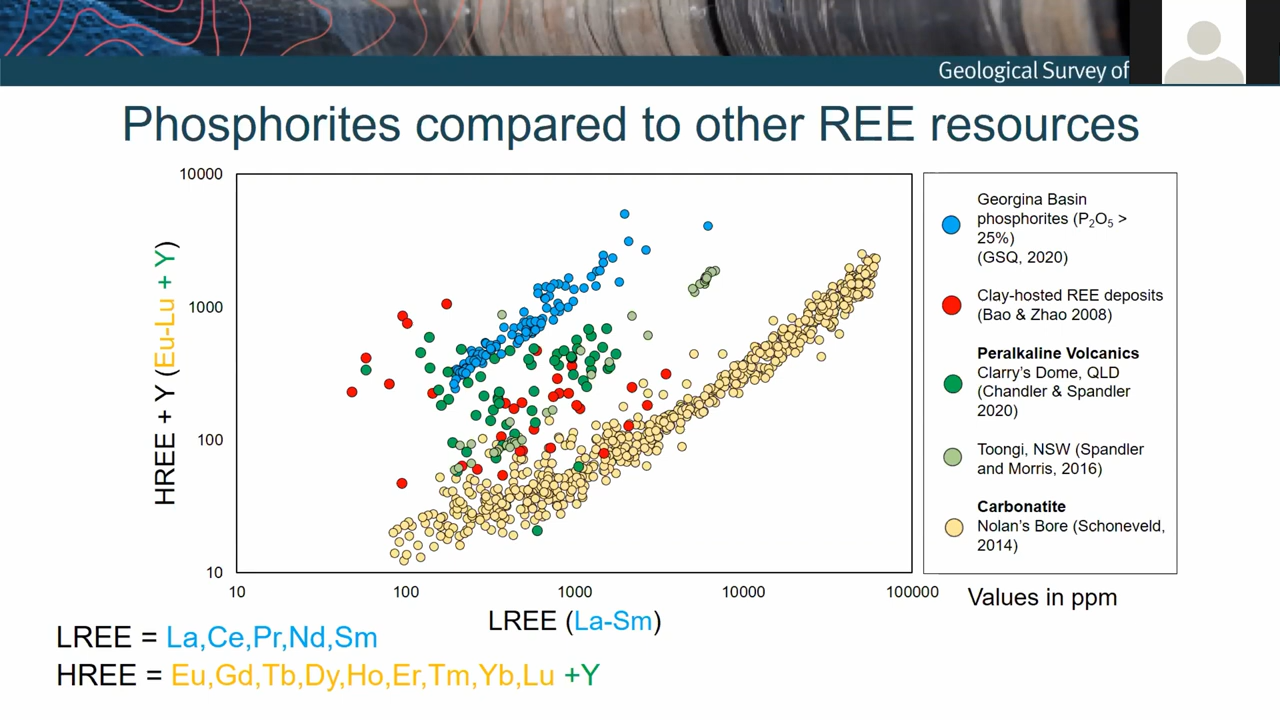 Geological Survey of
Phosphorites compared to other REE resources
10000
1000
100
10
HREE + Y (Eu-Lu + Y)
10
100
1000
10000
100000
LREE (La-Sm)
Georgina Basin
phosphorites (P₂O₅ >
25%)
(GSQ, 2020)
Clay-hosted REE deposits
(Bao & Zhao 2008)
Peralkaline Volcanics
Clarry's Dome, QLD
(Chandler & Spandler
2020)
Toongi, NSW (Spandler
and Morris, 2016)
Carbonatite
Nolan's Bore (Schoneveld,
2014)
Values in ppm
LREE = La,Ce,Pr,Nd,Sm
HREE = Eu,Gd,Tb,Dy,Ho,Er,Tm,Yb,Lu +Y